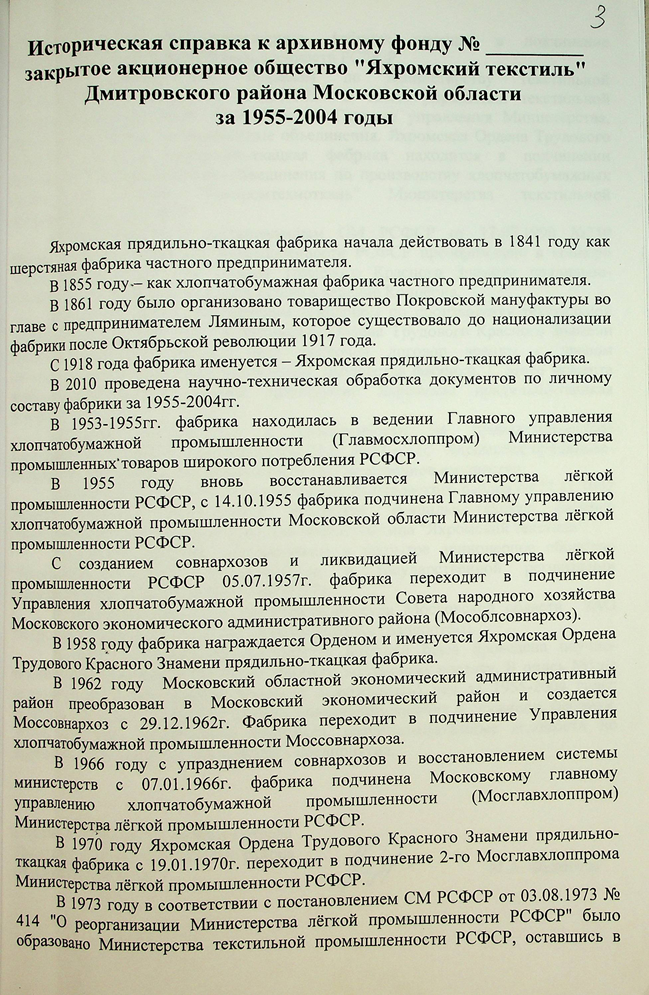 3
Историческая справка к архивному фонду № _________
закрытое акционерное общество "Яхромский текстиль"
Дмитровского района Московской области
за 1955-2004 годы
Яхромская прядильно-ткацкая фабрика начала действовать в 1841 году как
шерстяная фабрика частного предпринимателя.
В 1855 году – как хлопчатобумажная фабрика частного предпринимателя.
В 1861 году было организовано товарищество Покровской мануфактуры во
главе с предпринимателем Ляминым, которое существовало до национализации
фабрики после Октябрьской революции 1917 года.
С 1918 года фабрика именуется – Яхромская прядильно-ткацкая фабрика.
В 2010 проведена научно-техническая обработка документов по личному
составу фабрики за 1955-2004гг.
В 1953-1955гг. фабрика находилась в ведении Главного управления
хлопчатобумажной промышленности (Главмосхлоппром) Министерства
промышленных товаров широкого потребления РСФСР.
В 1955 году вновь восстанавливается Министерства лёгкой
промышленности РСФСР, с 14.10.1955 фабрика подчинена Главному управлению
хлопчатобумажной промышленности Московской области Министерства лёгкой
промышленности РСФСР.
С созданием совнархозов и ликвидацией Министерства лёгкой
промышленности РСФСР 05.07.1957г. фабрика переходит в подчинение
Управления хлопчатобумажной промышленности Совета народного хозяйства
Московского экономического административного района (Мособлсовнархоз).
В 1958 году фабрика награждается Орденом и именуется Яхромская Ордена
Трудового Красного Знамени прядильно-ткацкая фабрика.
В 1962 году Московский областной экономический административный
район преобразован в Московский экономический район и создается
Моссовнархоз с 29.12.1962г. Фабрика переходит в подчинение Управления
хлопчатобумажной промышленности Моссовнархоза.
В 1966 году с упразднением совнархозов и восстановлением системы
министерств с 07.01.1966г. фабрика подчинена Московскому главному
управлению хлопчатобумажной промышленности (Мосглавхлоппром)
Министерства лёгкой промышленности РСФСР.
В 1970 году Яхромская Ордена Трудового Красного Знамени прядильно-
ткацкая фабрика с 19.01.1970г. переходит в подчинение 2-го Мосглавхлоппрома
Министерства лёгкой промышленности РСФСР.
В 1973 году в соответствии с постановлением СМ РСФСР от 03.08.1973 №
414 "О реорганизации Министерства лёгкой промышленности РСФСР" было
образовано Министерства текстильной промышленности РСФСР, оставшись в